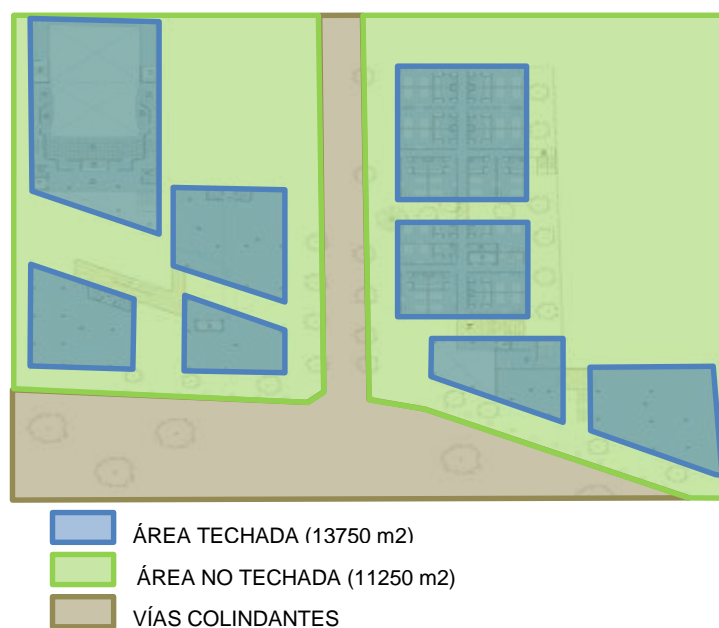 ÁREA TECHADA (13750 m2)
ÁREA NO TECHADA (11250 m2)
VÍAS COLINDANTES